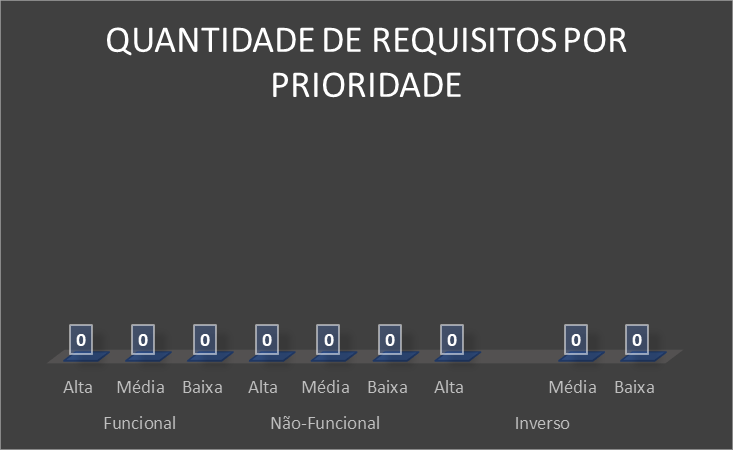 QUANTIDADE DE REQUISITOS POR
PRIORIDADE
0 0 0 0 0 0 0 0 0
Alta Média Baixa Alta Média Baixa Alta Média Baixa
Funcional Não-Funcional Inverso